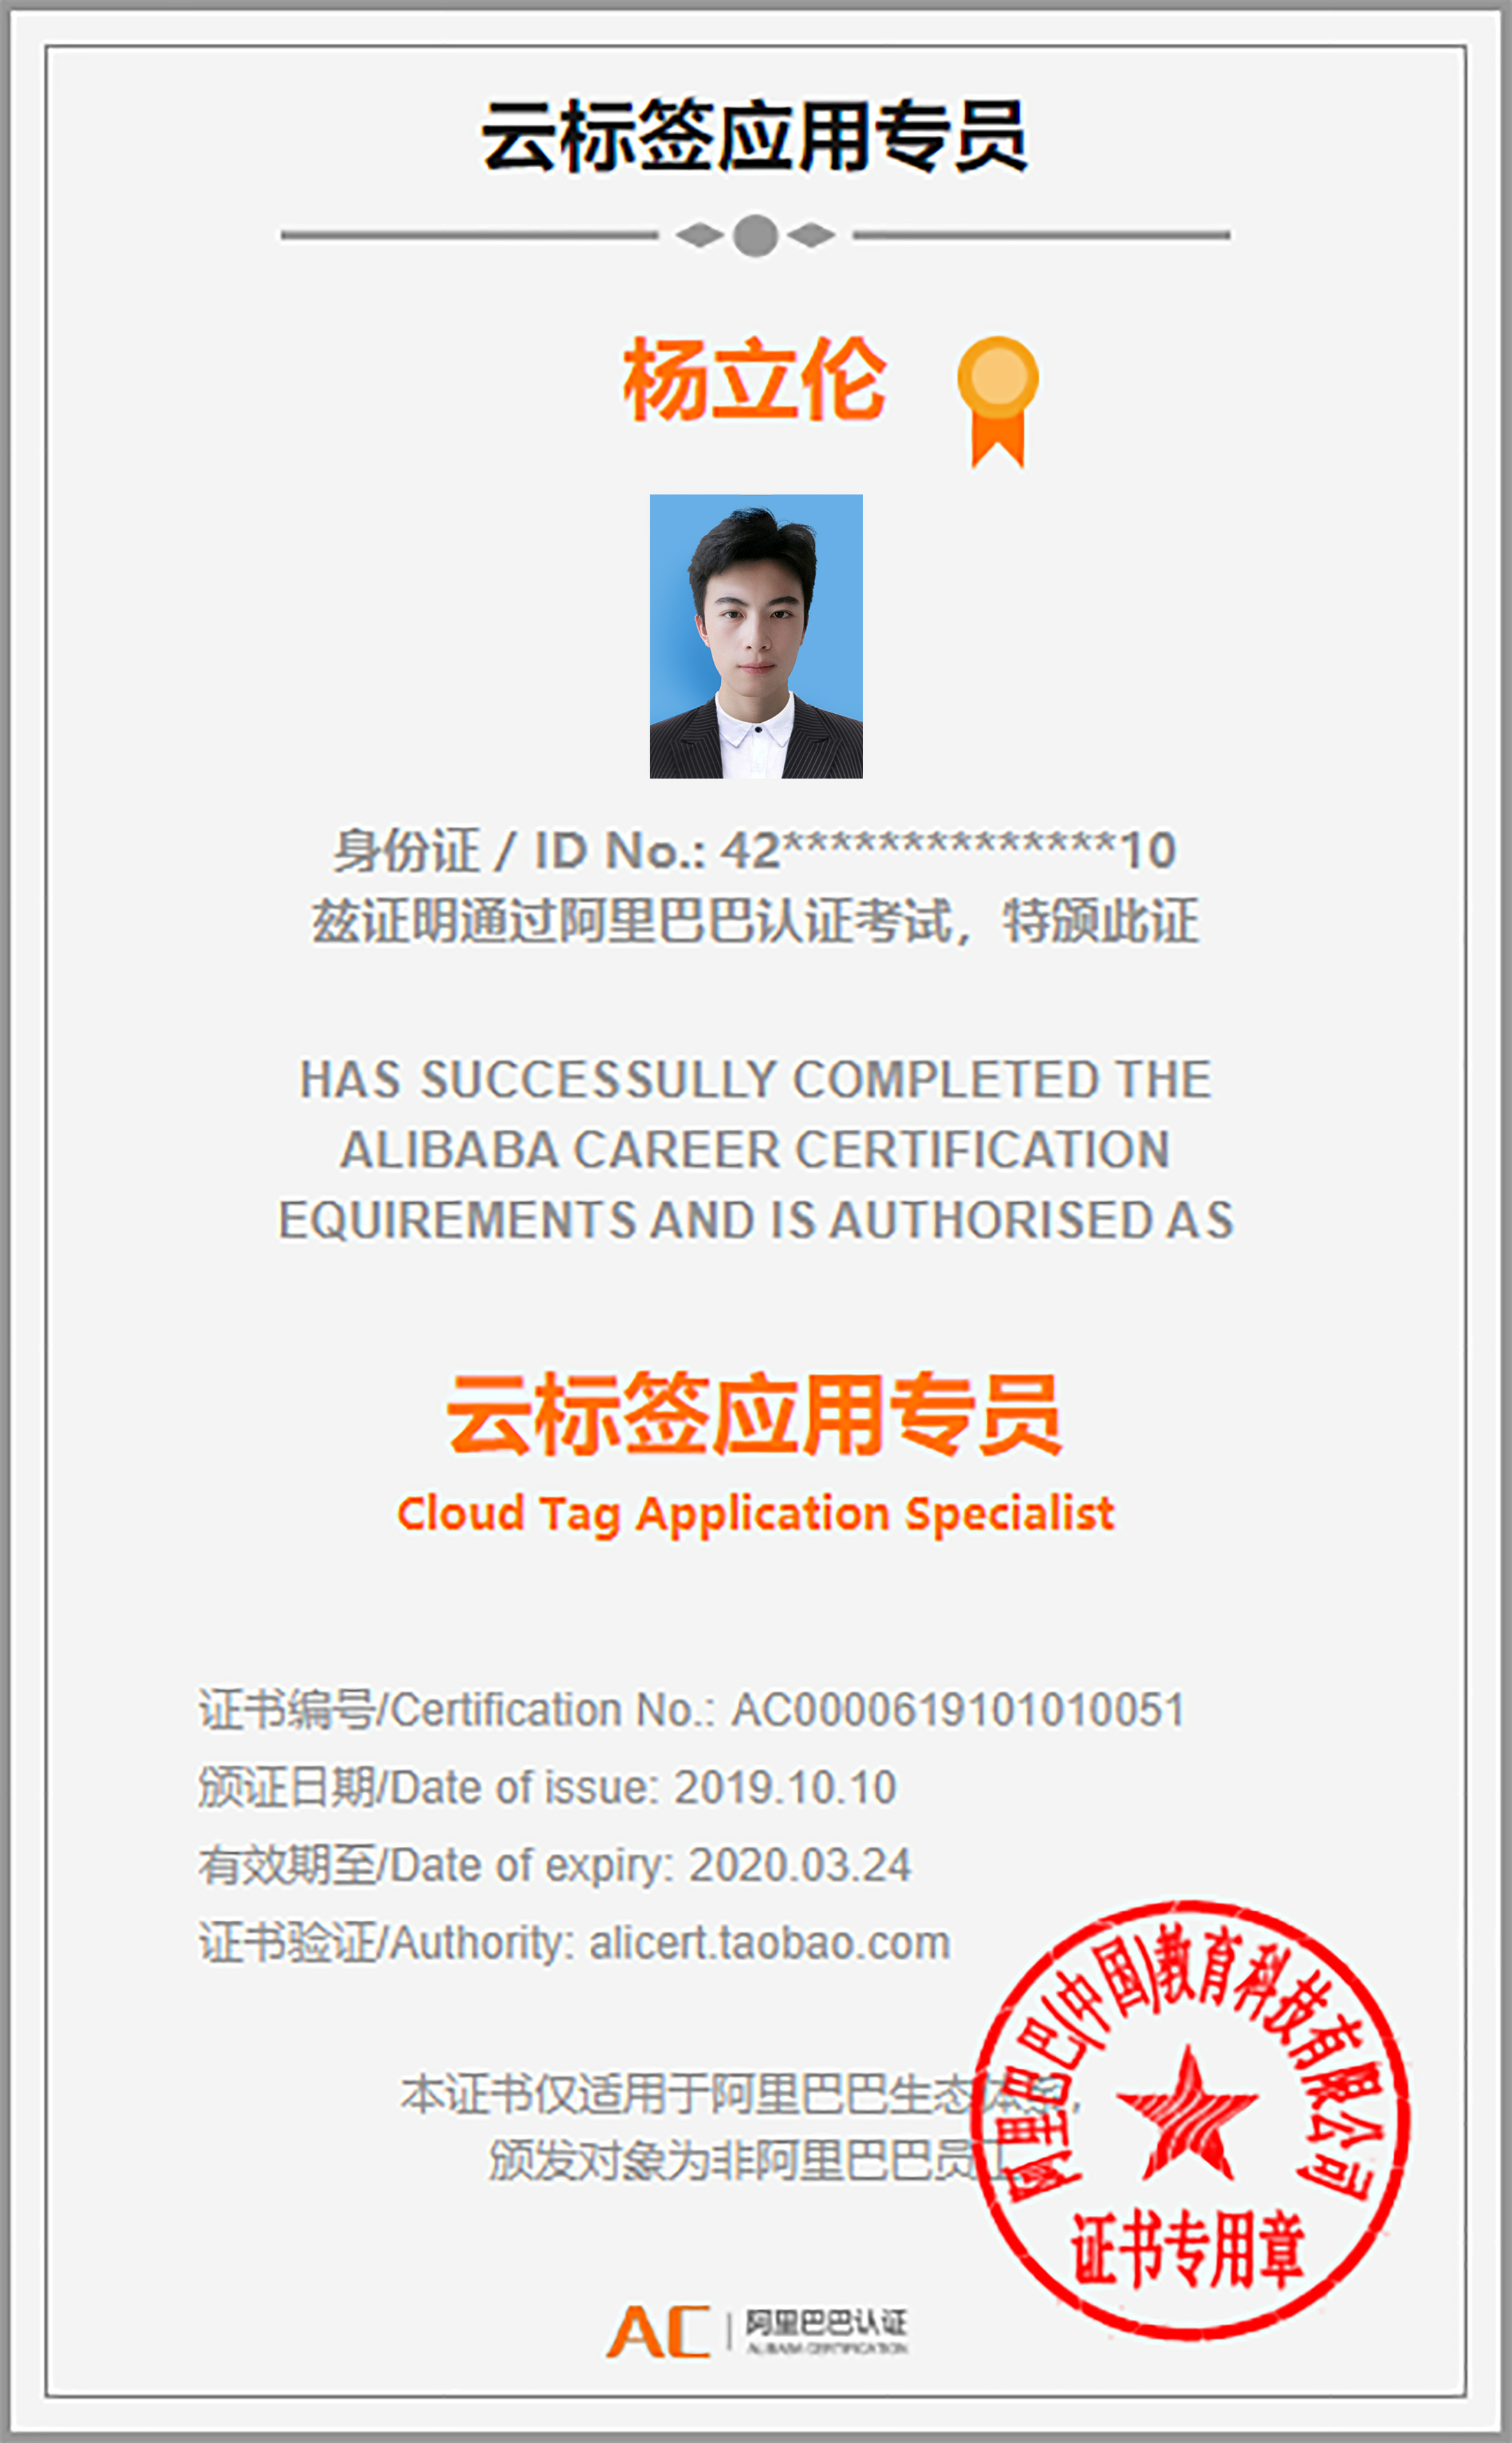 云标签应用专员
杨立伦
身份证 / ID No.: 42**************10
兹证明通过阿里巴巴认证考试，特颁此证
HAS SUCCESSULLY COMPLETED THE
ALIBABA CAREER CERTIFICATION
EQUIREMENTS AND IS AUTHORISED AS
云标签应用专员
Cloud Tag Application Specialist
证书编号/Certification No.: AC0000619101010051
颁证日期/Date of issue: 2019.10.10
有效期至/Date of expiry: 2020.03.24
证书验证/Authority: alicert.taobao.com
本证书仅适用于阿里巴巴生态体系，
颁发对象为非阿里巴巴员工
阿里巴巴(中国)教育科技有限公司
证书专用章
AC 阿里巴巴认证
ALIBABA CERTIFICATION